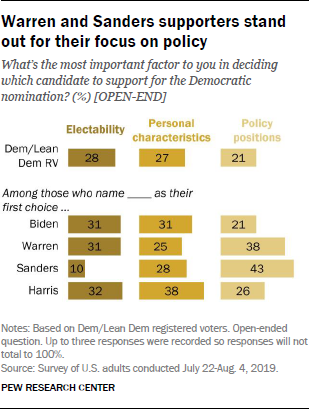 Warren and Sanders supporters stand
out for their focus on policy
What's the most important factor to you in deciding
which candidate to support for the Democratic
nomination? (%) [OPEN-END]
Electability Personal characteristics Policy positions
Dem/Lean Dem RV 28 27 21
Among those who name ____ as their
first choice ...
Biden 31 31 21
Warren 31 25 38
Sanders 10 28 43
Harris 32 38 26
Notes: Based on Dem/Lean Dem registered voters. Open-ended
question. Up to three responses were recorded so responses will not
total to 100%.
Source: Survey of U.S. adults conducted July 22-Aug. 4, 2019.
PEW RESEARCH CENTER